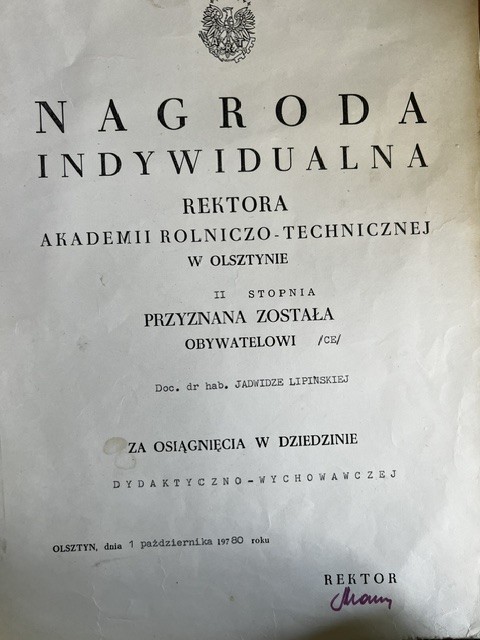 NAGRODA
INDYWIDUALNA
REKTORA
AKADEMII ROLNICZO-TECHNICZNEJ
W OLSZTYNIE
II STOPNIA
PRZYZNANA ZOSTAŁA
OBYWATELOWI /CE/
Doc. dr hab. JADWIDZE LIPIŃSKIEJ
ZA OSIĄGNIĘCIA W DZIEDZINIE
DYDAKTYCZNO-WYCHOWAWCZEJ
OLSZTYN, dnia 1 października 19780 roku
REKTOR